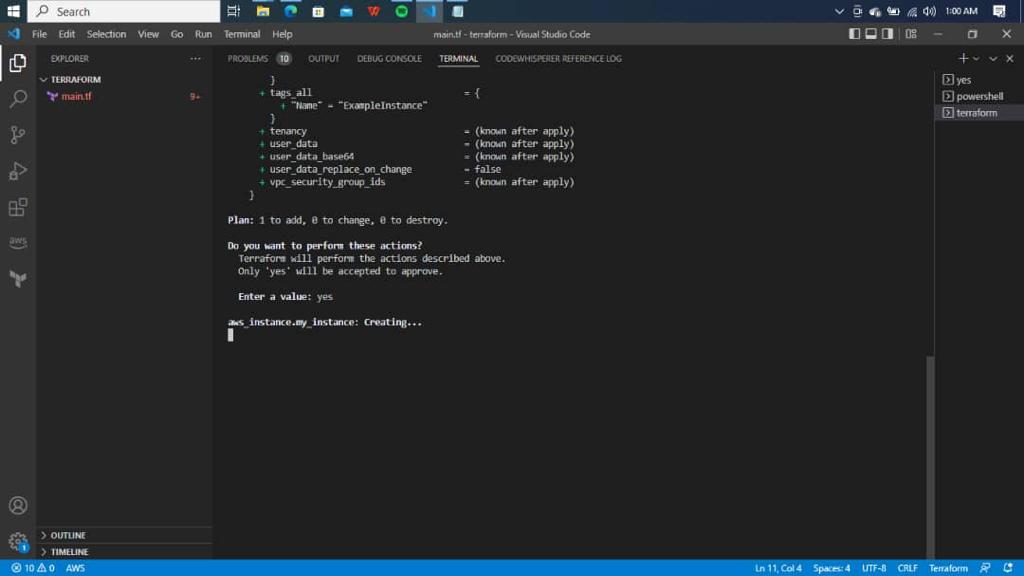 Search
1:00 AM
File Edit Selection View Go Run Terminal Help
main.tf - terraform - Visual Studio Code
EXPLORER ...
PROBLEMS 10 OUTPUT DEBUG CONSOLE TERMINAL CODEWHISPERER REFERENCE LOG
TERRAFORM
main.tf 9+
yes
powershell
terraform
}
+ tags_all = {
+ "Name" = "ExampleInstance"
}
+ tenancy = (known after apply)
+ user_data = (known after apply)
+ user_data_base64 = (known after apply)
+ user_data_replace_on_change = false
+ vpc_security_group_ids = (known after apply)
}
Plan: 1 to add, 0 to change, 0 to destroy.
Do you want to perform these actions?
Terraform will perform the actions described above.
Only 'yes' will be accepted to approve.
Enter a value: yes
aws_instance.my_instance: Creating...
aws
1
OUTLINE
TIMELINE
10 0 AWS
Ln 11, Col 4 Spaces: 4 UTF-8 CRLF Terraform